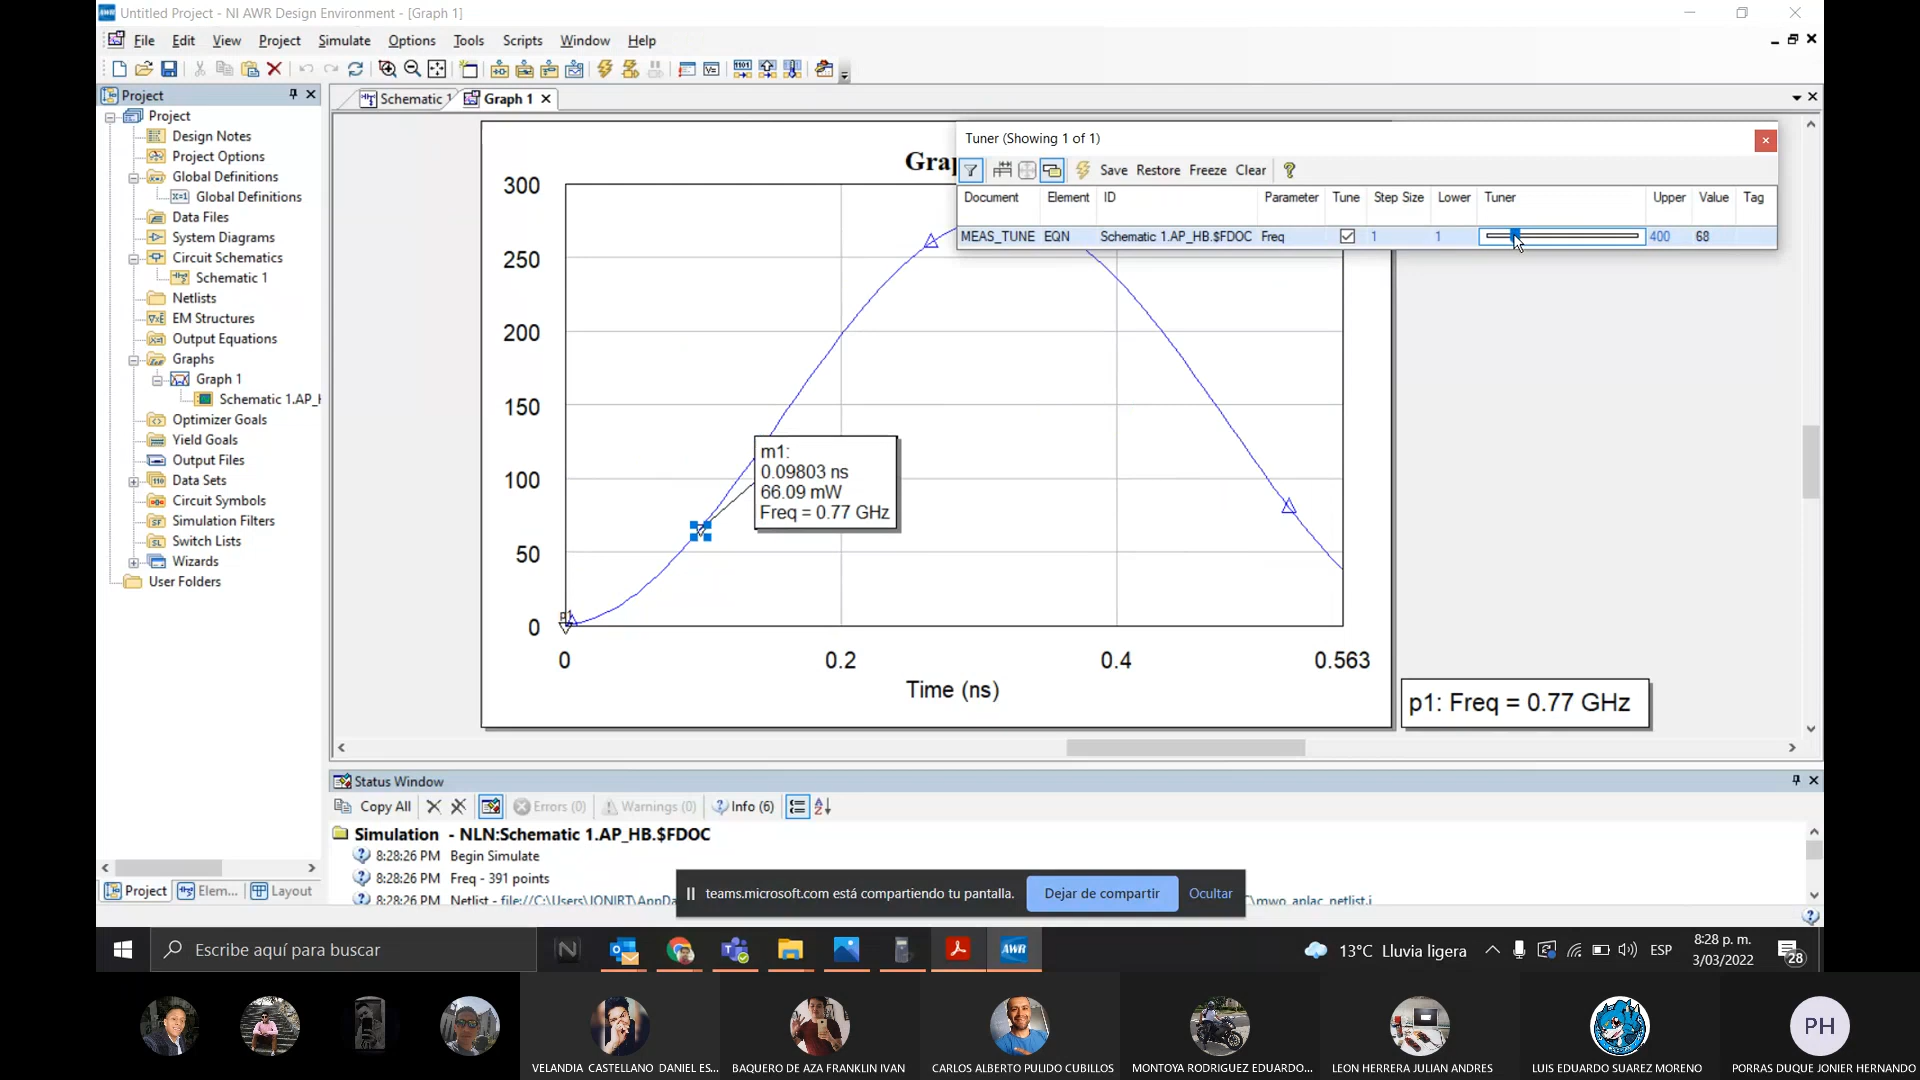 Untitled Project - NI AWR Design Environment - [Graph 1]
File Edit View Project Simulate Options Tools Scripts Window Help
Project
Schematic 1 Graph 1
Project
Design Notes
Project Options
Global Definitions
Global Definitions
Data Files
System Diagrams
Circuit Schematics
Schematic 1
Netlists
EM Structures
Output Equations
Graphs
Graph 1
Schematic 1.AP_H
Optimizer Goals
Yield Goals
Output Files
Data Sets
Circuit Symbols
Simulation Filters
Switch Lists
Wizards
User Folders
Project Elem... Layout
Tuner (Showing 1 of 1)
Save Restore Freeze Clear
Document Element ID Parameter Tune Step Size Lower Tuner Upper Value Tag
MEAS_TUNE EQN Schematic 1.AP_HB.$FDOC Freq 1 1 400 68
300
250
200
150
100
50
0
m1:
0.09803 ns
66.09 mW
Freq = 0.77 GHz
p1
0 0.2 0.4 0.563
Time (ns)
p1: Freq = 0.77 GHz
Status Window
Copy All Errors (0) Warnings (0) Info (6)
Simulation - NLN:Schematic 1.AP_HB.$FDOC
8:28:26 PM Begin Simulate
8:28:26 PM Freq - 391 points
8:28:26 PM Netlist - file://C:\Users\JONIRT\AppDa
mwo_aplac_netlist.i
teams.microsoft.com está compartiendo tu pantalla. Dejar de compartir Ocultar
Escribe aquí para buscar
AWR
13°C Lluvia ligera
ESP
8:28 p. m.
3/03/2022
28
PH
VELANDIA CASTELLANO DANIEL ES...
BAQUERO DE AZA FRANKLIN IVAN
CARLOS ALBERTO PULIDO CUBILLOS
MONTOYA RODRIGUEZ EDUARDO...
LEON HERRERA JULIAN ANDRES
LUIS EDUARDO SUAREZ MORENO
PORRAS DUQUE JONIER HERNANDO